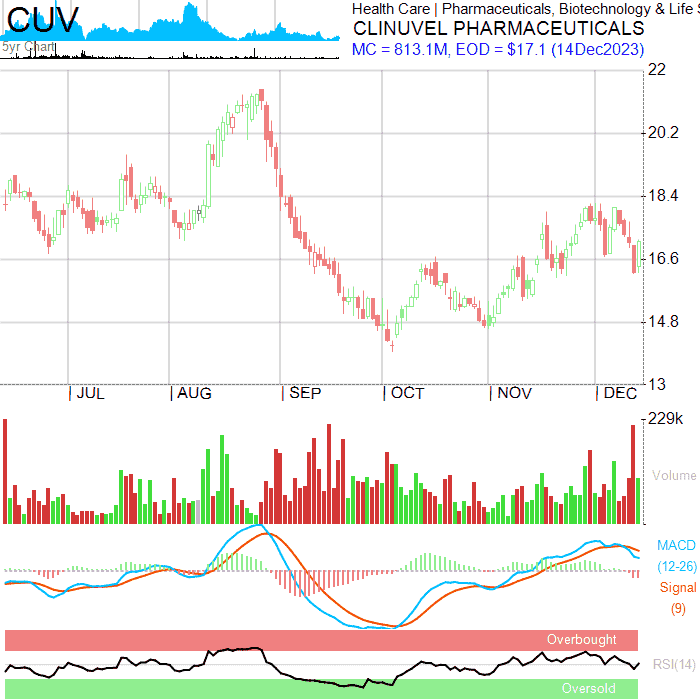 CUV
5yr Chart
Health Care | Pharmaceuticals, Biotechnology & Life S
CLINUVEL PHARMACEUTICALS
MC = 813.1M, EOD = $17.1 (14Dec2023)
22
20.2
18.4
16.6
14.8
13
JUL AUG SEP OCT NOV DEC
229k
Volume
MACD
(12-26)
Signal
(9)
Overbought
RSI(14)
Oversold